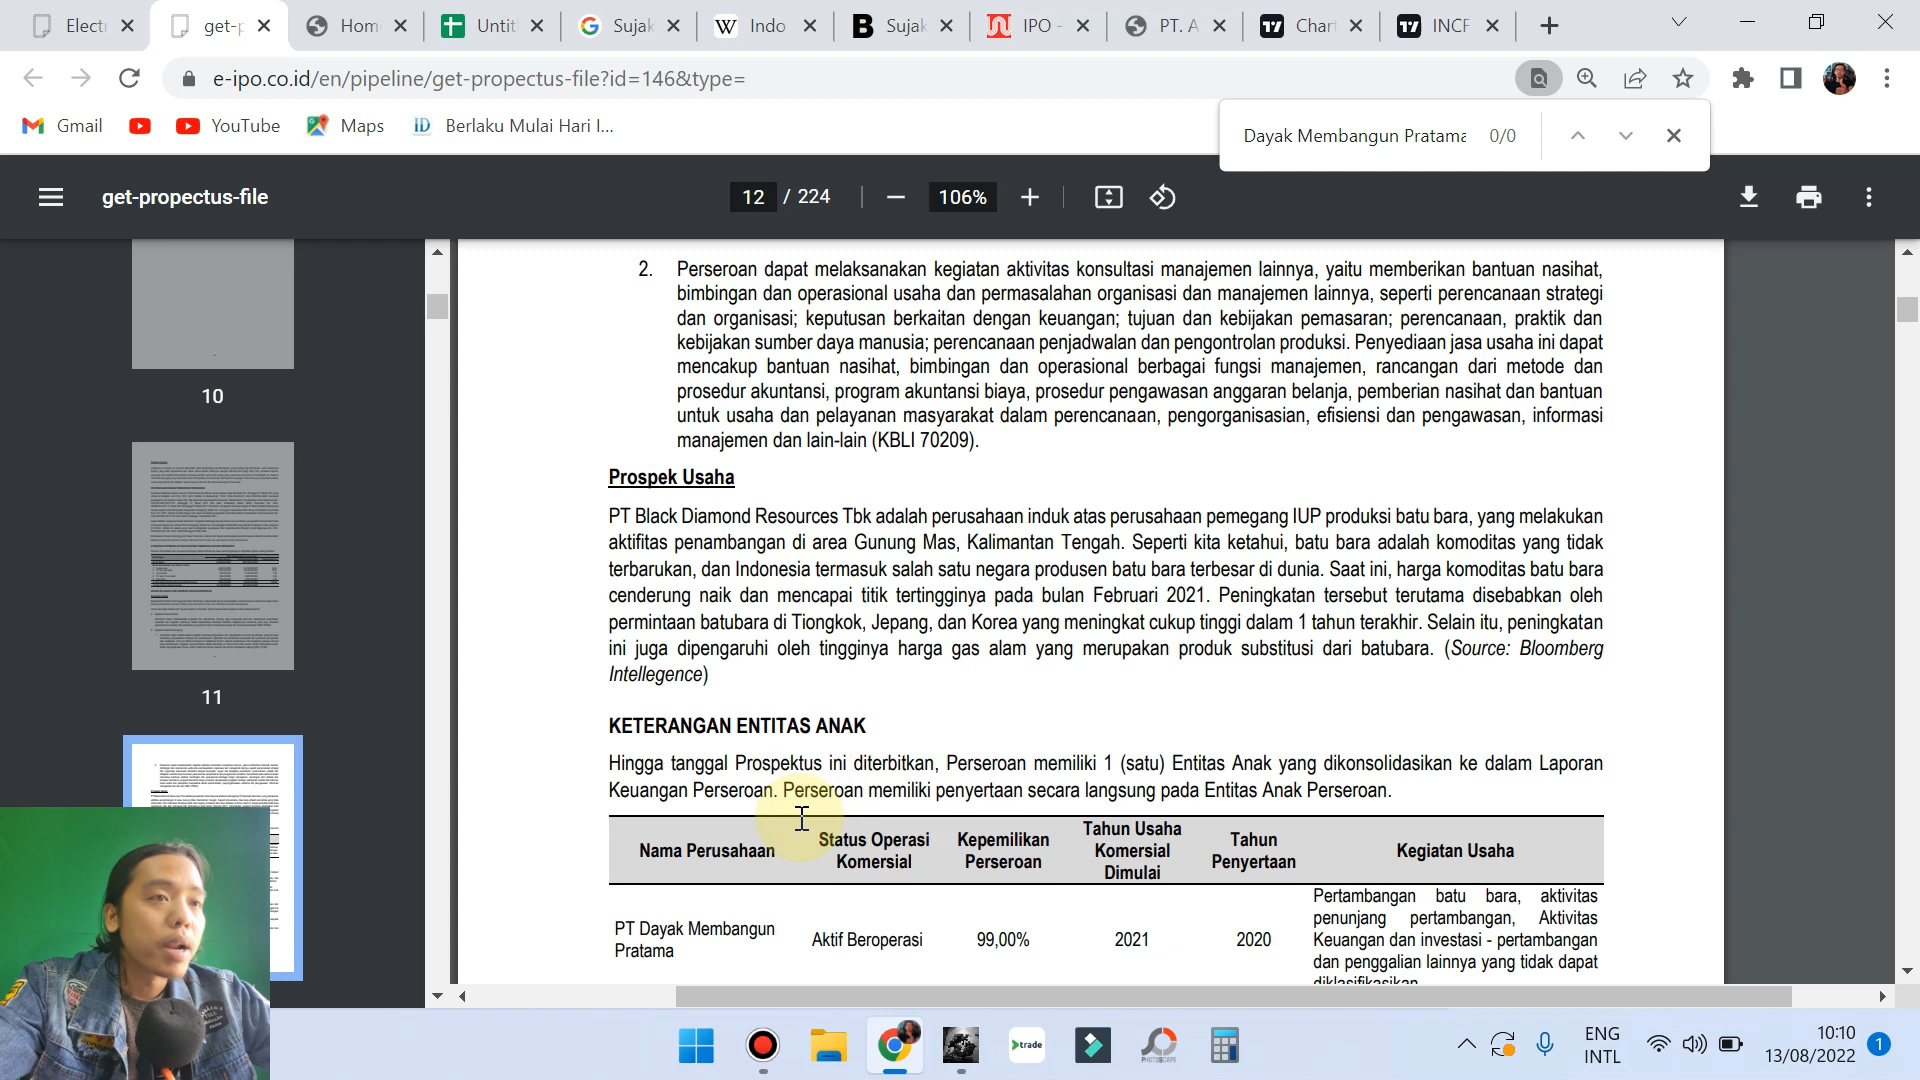 Electr
get-p
Hom
Untit
Sujak
Indo
Sujak
IPO -
PT. A
Chart
INCF
e-ipo.co.id/en/pipeline/get-propectus-file?id=146&type=
Gmail
YouTube
Maps
ID
Berlaku Mulai Hari I...
Dayak Membangun Pratama
0/0
get-propectus-file
12 / 224
106%
10
11
2. Perseroan dapat melaksanakan kegiatan aktivitas konsultasi manajemen lainnya, yaitu memberikan bantuan nasihat,
bimbingan dan operasional usaha dan permasalahan organisasi dan manajemen lainnya, seperti perencanaan strategi
dan organisasi; keputusan berkaitan dengan keuangan; tujuan dan kebijakan pemasaran; perencanaan, praktik dan
kebijakan sumber daya manusia; perencanaan penjadwalan dan pengontrolan produksi. Penyediaan jasa usaha ini dapat
mencakup bantuan nasihat, bimbingan dan operasional berbagai fungsi manajemen, rancangan dari metode dan
prosedur akuntansi, program akuntansi biaya, prosedur pengawasan anggaran belanja, pemberian nasihat dan bantuan
untuk usaha dan pelayanan masyarakat dalam perencanaan, pengorganisasian, efisiensi dan pengawasan, informasi
manajemen dan lain-lain (KBLI 70209).
Prospek Usaha
PT Black Diamond Resources Tbk adalah perusahaan induk atas perusahaan pemegang IUP produksi batu bara, yang melakukan
aktifitas penambangan di area Gunung Mas, Kalimantan Tengah. Seperti kita ketahui, batu bara adalah komoditas yang tidak
terbarukan, dan Indonesia termasuk salah satu negara produsen batu bara terbesar di dunia. Saat ini, harga komoditas batu bara
cenderung naik dan mencapai titik tertingginya pada bulan Februari 2021. Peningkatan tersebut terutama disebabkan oleh
permintaan batubara di Tiongkok, Jepang, dan Korea yang meningkat cukup tinggi dalam 1 tahun terakhir. Selain itu, peningkatan
ini juga dipengaruhi oleh tingginya harga gas alam yang merupakan produk substitusi dari batubara. (Source: Bloomberg
Intellegence)
KETERANGAN ENTITAS ANAK
Hingga tanggal Prospektus ini diterbitkan, Perseroan memiliki 1 (satu) Entitas Anak yang dikonsolidasikan ke dalam Laporan
Keuangan Perseroan. Perseroan memiliki penyertaan secara langsung pada Entitas Anak Perseroan.
Nama Perusahaan
Status Operasi
Komersial
Kepemilikan
Perseroan
Tahun Usaha
Komersial
Dimulai
Tahun
Penyertaan
Kegiatan Usaha
PT Dayak Membangun
Pratama
Aktif Beroperasi
99,00%
2021
2020
Pertambangan batu bara, aktivitas
penunjang pertambangan, Aktivitas
Keuangan dan investasi - pertambangan
dan penggalian lainnya yang tidak dapat
diklasifikasikan
trade
PHOTOSCAPE
ENG
INTL
10:10
13/08/2022
1